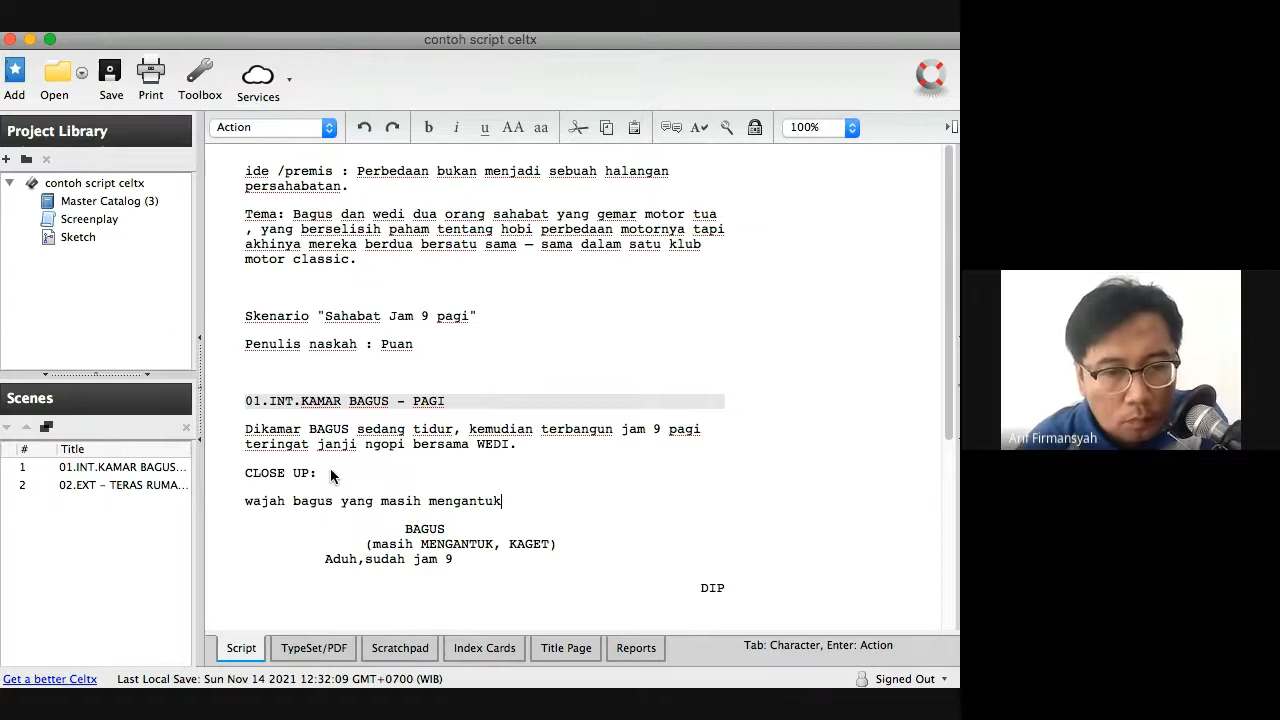 contoh script celtx
Add
Open
Save
Print
Toolbox
Services
Project Library
Action
b i u AA aa
100%
contoh script celtx
Master Catalog (3)
Screenplay
Sketch
ide /premis : Perbedaan bukan menjadi sebuah halangan
persahabatan.
Tema: Bagus dan wedi dua orang sahabat yang gemar motor tua
, yang berselisih paham tentang hobi perbedaan motornya tapi
akhinya mereka berdua bersatu sama – sama dalam satu klub
motor classic.
Skenario "Sahabat Jam 9 pagi"
Penulis naskah : Puan
01.INT.KAMAR BAGUS – PAGI
Dikamar BAGUS sedang tidur, kemudian terbangun jam 9 pagi
teringat janji ngopi bersama WEDI.
CLOSE UP:
wajah bagus yang masih mengantuk
BAGUS
(masih MENGANTUK, KAGET)
Aduh,sudah jam 9
DIP
Scenes
# Title
1 01.INT.KAMAR BAGUS...
2 02.EXT – TERAS RUMA...
Script
TypeSet/PDF
Scratchpad
Index Cards
Title Page
Reports
Tab: Character, Enter: Action
Get a better Celtx
Last Local Save: Sun Nov 14 2021 12:32:09 GMT+0700 (WIB)
Signed Out
Arif Firmansyah